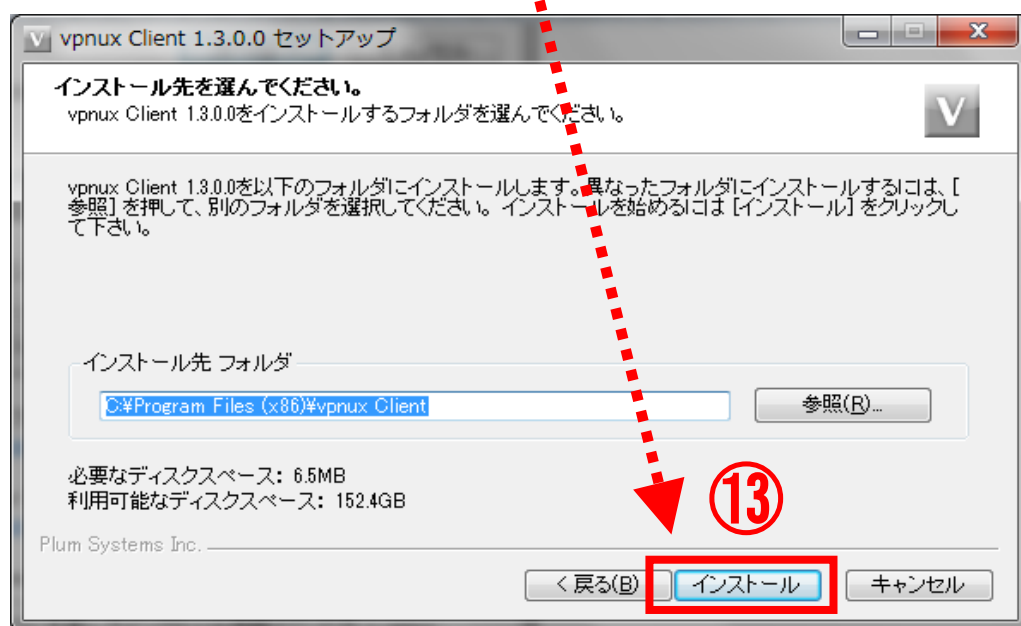 V vpnux Client 1.3.0.0 セットアップ
インストール先を選んでください。
vpnux Client 1.3.0.0をインストールするフォルダを選んでください。
V
vpnux Client 1.3.0.0を以下のフォルダにインストールします。異なったフォルダにインストールするには、[
参照] を押して、別のフォルダを選択してください。 インストールを始めるには [インストール] をクリックし
て下さい。
インストール先 フォルダ
C:¥Program Files (x86)¥vpnux Client
参照(R)...
必要なディスクスペース: 6.5MB
利用可能なディスクスペース: 152.4GB
⑬
Plum Systems Inc.
< 戻る(B) インストール キャンセル